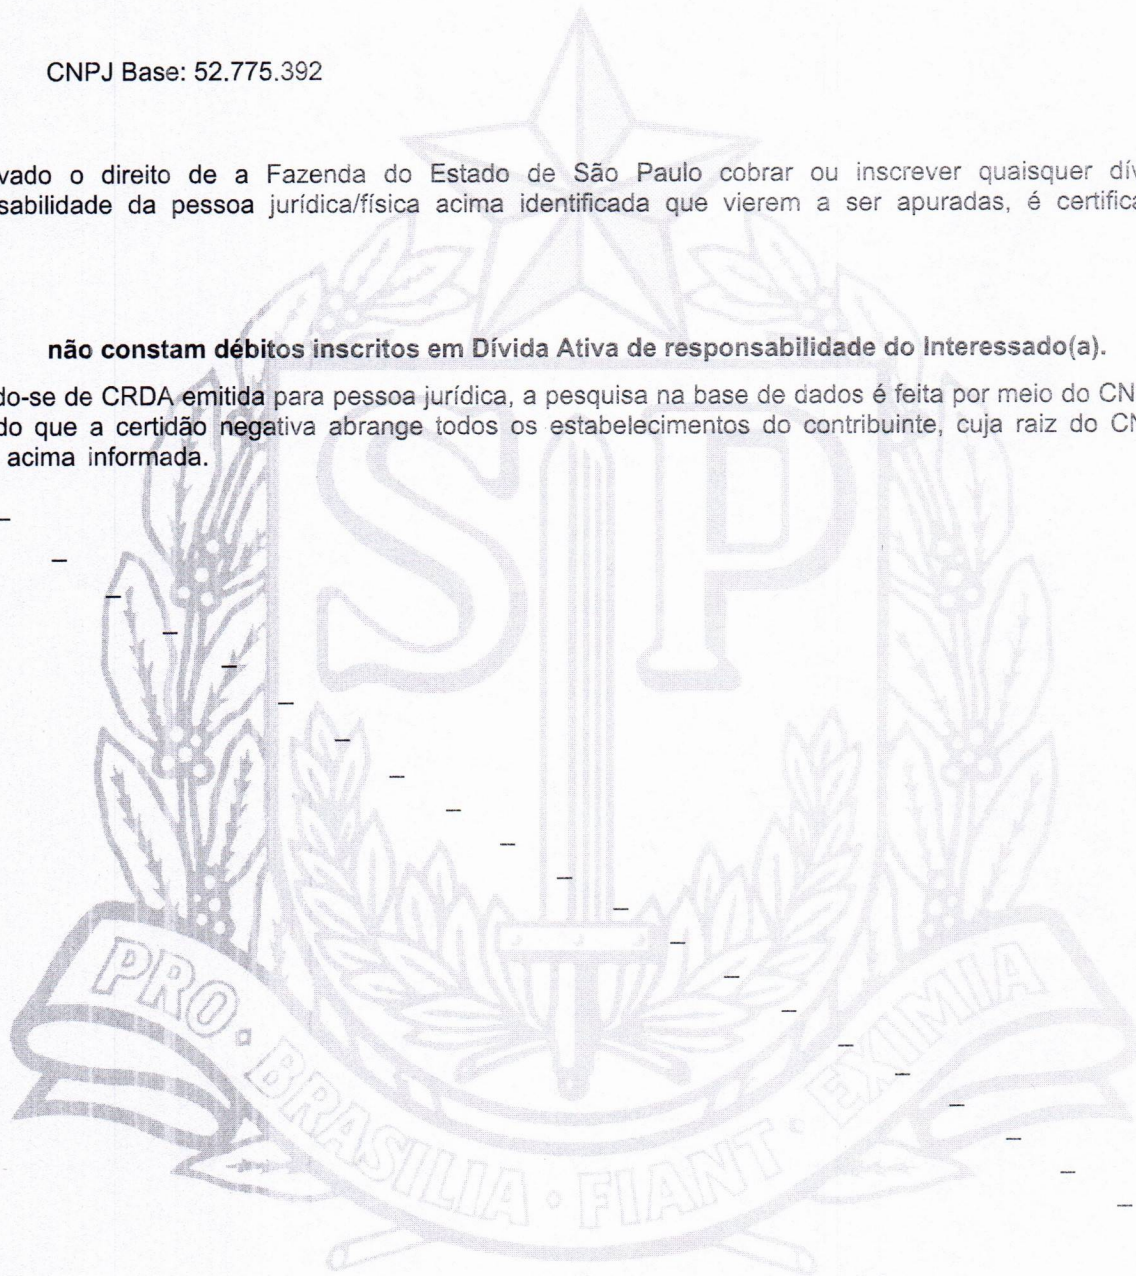 CNPJ Base: 52.775.392
vado o direito de a Fazenda do Estado de São Paulo cobrar ou inscrever quaisquer dív
sabilidade da pessoa jurídica/física acima identificada que vierem a ser apuradas, é certifica
não constam débitos inscritos em Dívida Ativa de responsabilidade do Interessado(a).
do-se de CRDA emitida para pessoa jurídica, a pesquisa na base de dados é feita por meio do CN
do que a certidão negativa abrange todos os estabelecimentos do contribuinte, cuja raiz do CN
acima informada.
SP
PRO · BRASILIA · FIANT · EXIMIA